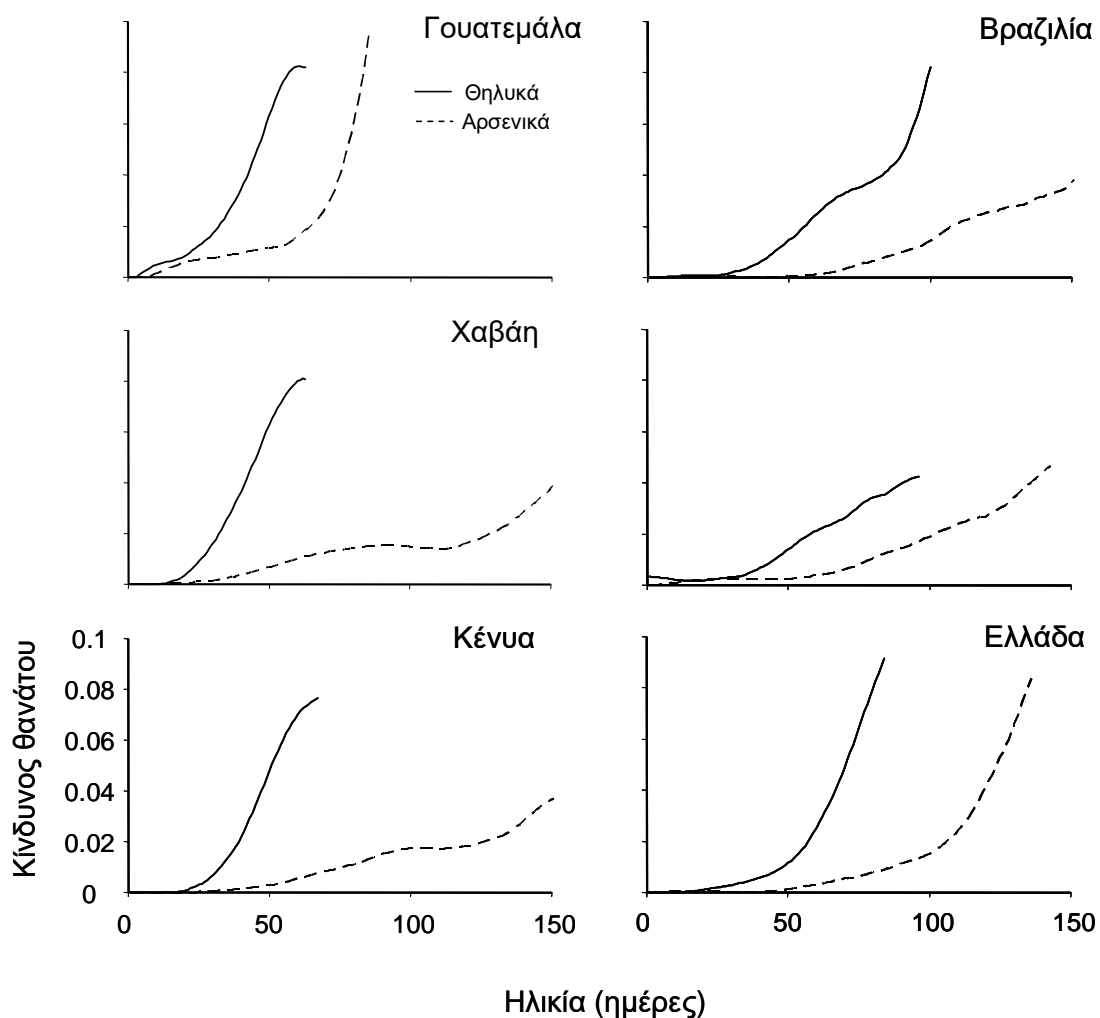 Γουατεμάλα
Θηλυκά
Αρσενικά
Βραζιλία
Χαβάη
Κένυα
Ελλάδα
Κίνδυνος θανάτου
0.1
0.08
0.06
0.04
0.02
0
0 50 100 150
0 50 100 150
Ηλικία (ημέρες)